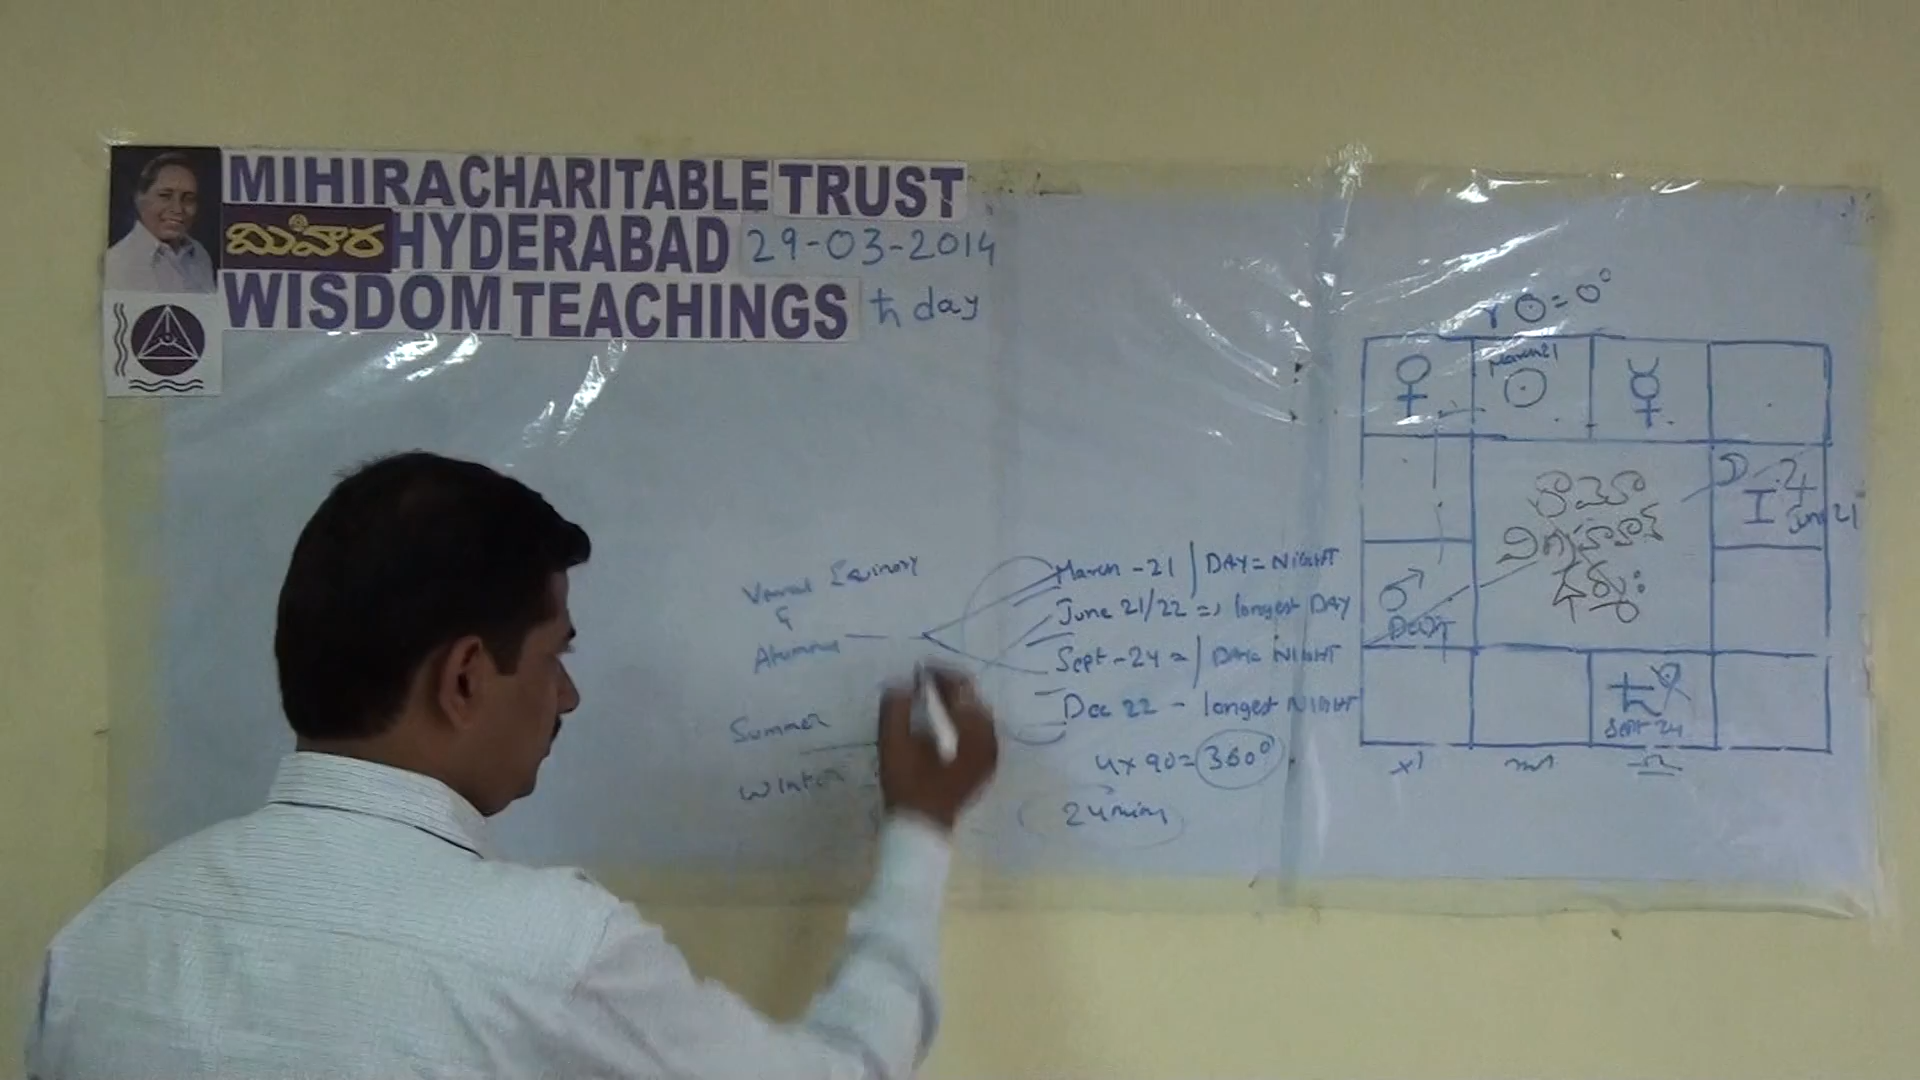 MIHIRA CHARITABLE TRUST
మిహిర HYDERABAD 29-03-2014
WISDOM TEACHINGS ♄ day
Vernal Equinox
&
Summer
Winter
March - 21 | DAY = NIGHT
June 21/22 => longest DAY
Sept - 24 = | DAY = NIGHT
Dec 22 - longest NIGHT
4 x 90 = 360°
24 min
♈ ☉ = 0°
♀ March 21 ☉ ☿
రామో
విగ్రహవాన్
ధర్మః
♃
June 21
♂
♄
Sept 24
♏ ♎